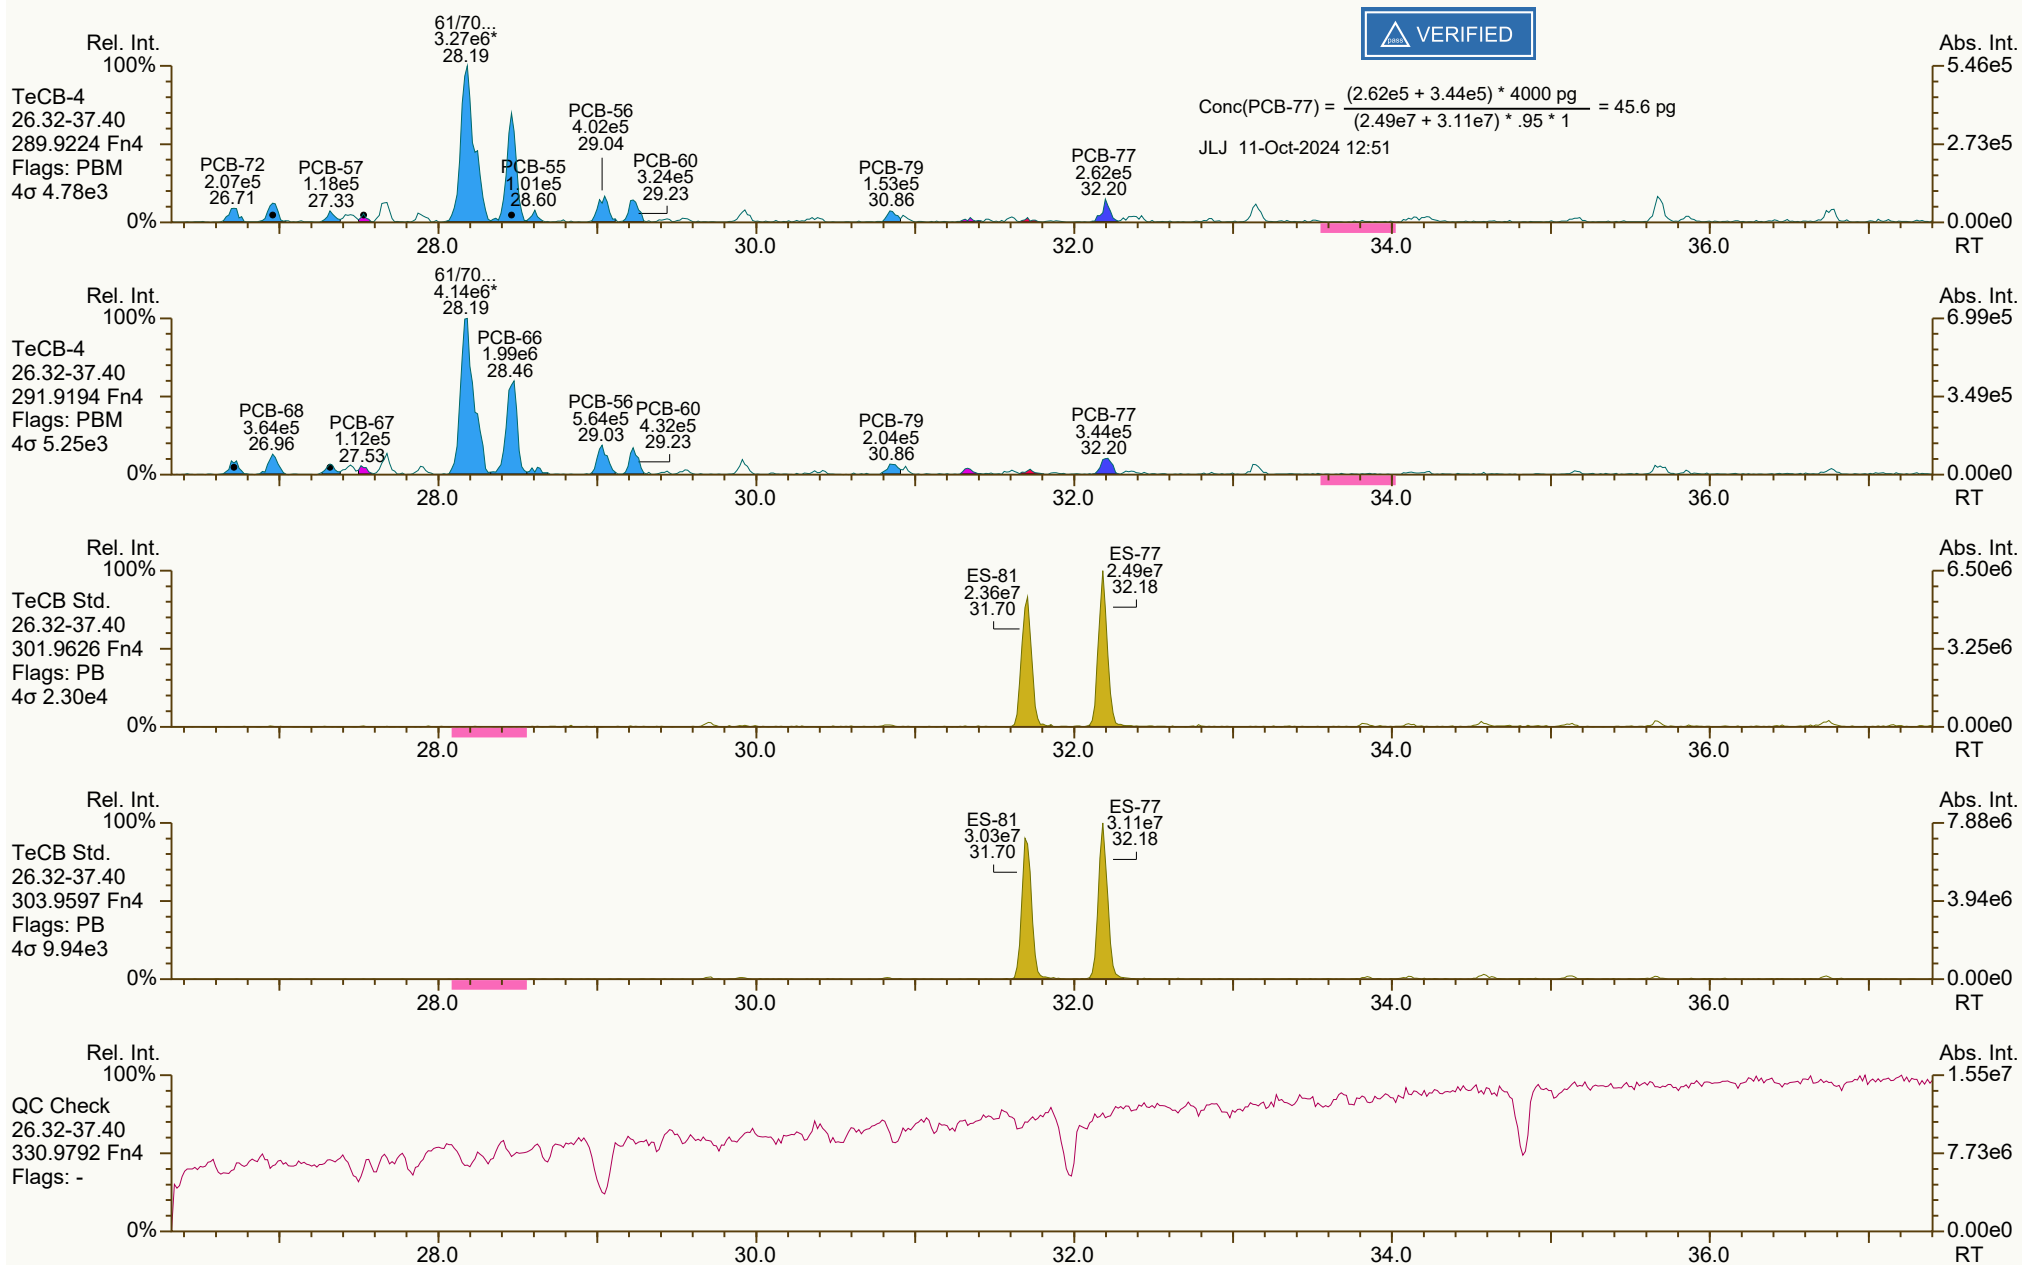 61/70...
3.27e6*
28.19
Rel. Int.
100%
TeCB-4
26.32-37.40
289.9224 Fn4
Flags: PBM
4σ 4.78e3
0%
PCB-72
2.07e5
26.71
PCB-57
1.18e5
27.33
PCB-55
1.01e5
28.60
PCB-56
4.02e5
29.04
PCB-60
3.24e5
29.23
PCB-79
1.53e5
30.86
PCB-77
2.62e5
32.20
pass VERIFIED
Conc(PCB-77) = (2.62e5 + 3.44e5) * 4000 pg
(2.49e7 + 3.11e7) * .95 * 1
= 45.6 pg
JLJ 11-Oct-2024 12:51
Abs. Int.
5.46e5
2.73e5
0.00e0
28.0 30.0 32.0 34.0 36.0 RT
61/70...
4.14e6*
28.19
Rel. Int.
100%
TeCB-4
26.32-37.40
291.9194 Fn4
Flags: PBM
4σ 5.25e3
0%
PCB-68
3.64e5
26.96
PCB-67
1.12e5
27.53
PCB-66
1.99e6
28.46
PCB-56
5.64e5
29.03
PCB-60
4.32e5
29.23
PCB-79
2.04e5
30.86
PCB-77
3.44e5
32.20
Abs. Int.
6.99e5
3.49e5
0.00e0
28.0 30.0 32.0 34.0 36.0 RT
Rel. Int.
100%
TeCB Std.
26.32-37.40
301.9626 Fn4
Flags: PB
4σ 2.30e4
0%
ES-81
2.36e7
31.70
ES-77
2.49e7
32.18
Abs. Int.
6.50e6
3.25e6
0.00e0
28.0 30.0 32.0 34.0 36.0 RT
Rel. Int.
100%
TeCB Std.
26.32-37.40
303.9597 Fn4
Flags: PB
4σ 9.94e3
0%
ES-81
3.03e7
31.70
ES-77
3.11e7
32.18
Abs. Int.
7.88e6
3.94e6
0.00e0
28.0 30.0 32.0 34.0 36.0 RT
Rel. Int.
100%
QC Check
26.32-37.40
330.9792 Fn4
Flags: -
0%
Abs. Int.
1.55e7
7.73e6
0.00e0
28.0 30.0 32.0 34.0 36.0 RT